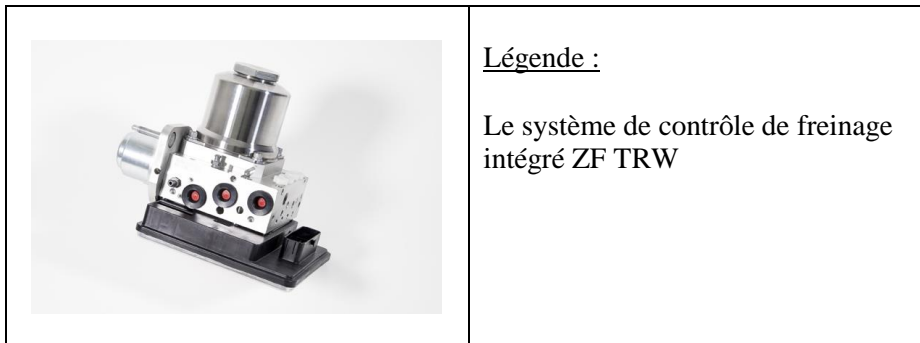 Légende :
Le système de contrôle de freinage
intégré ZF TRW